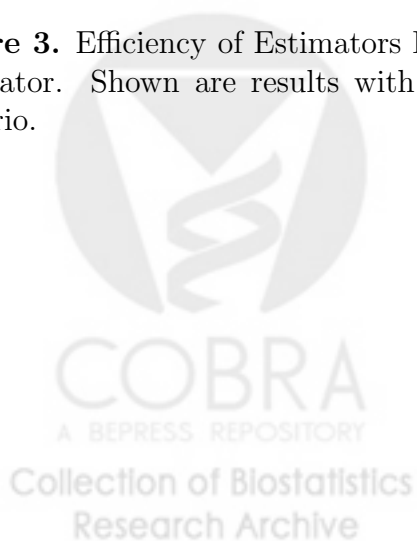 re 3. Efficiency of Estimators
ator. Shown are results with
rio.
COBRA
A BEPRESS REPOSITORY
Collection of Biostatistics
Research Archive